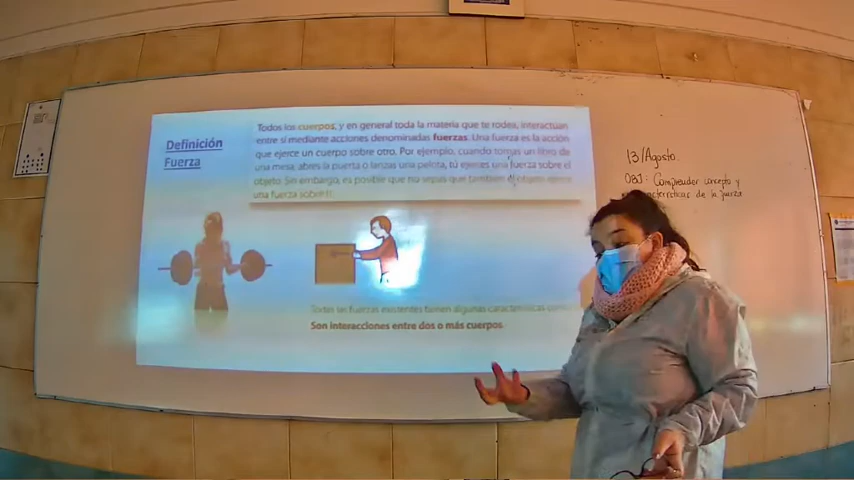 Definición
Fuerza
Todos los cuerpos, y en general toda la materia que te rodea, interactúan
entre sí mediante acciones denominadas fuerzas. Una fuerza es la acción
que ejerce un cuerpo sobre otro. Por ejemplo, cuando tomas un libro de
una mesa, abres la puerta o lanzas una pelota, tú ejerces una fuerza sobre el
objeto. Sin embargo, es posible que no sepas que también el objeto ejerce
una fuerza sobre ti.
Todas las fuerzas existentes tienen algunas características
Son interacciones entre dos o más cuerpos.
13/Agosto
OBJ: Comprender concepto y
características de la fuerza